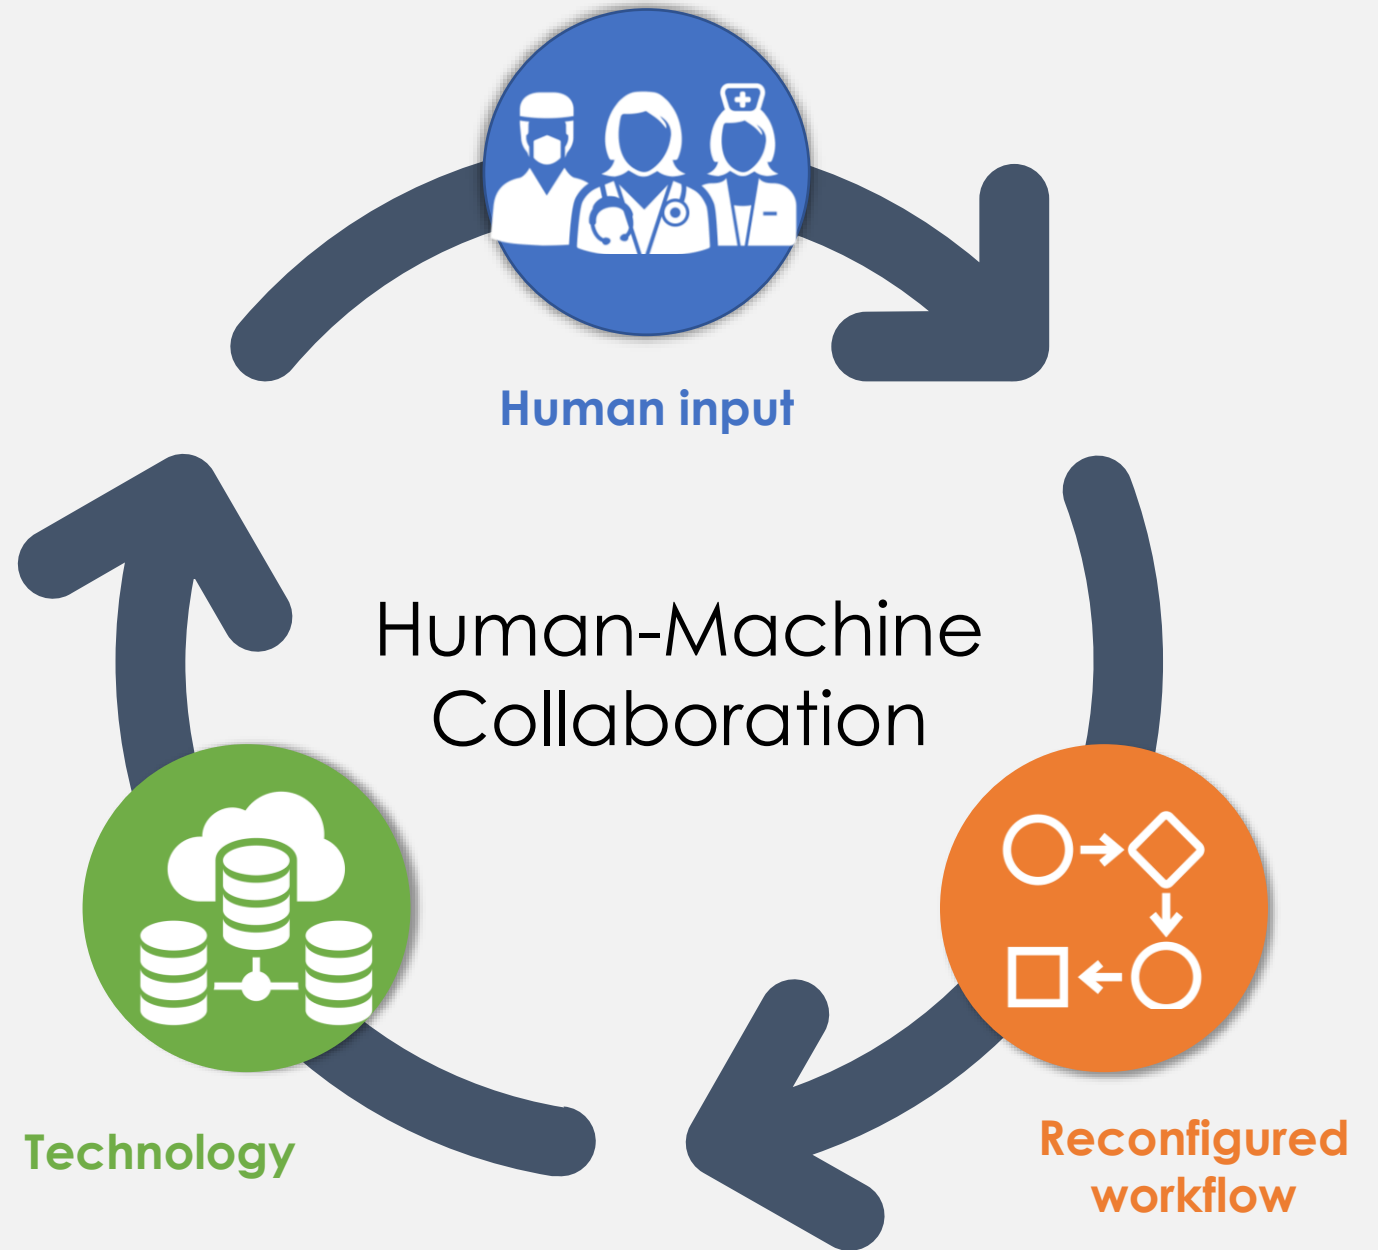 Human input
Human-Machine
Collaboration
Technology
Reconfigured
workflow